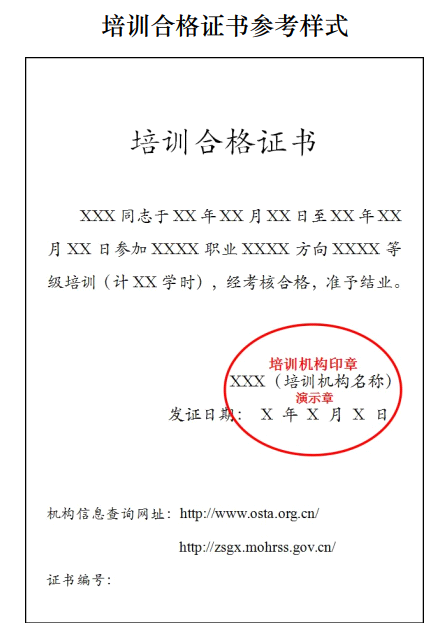 培训合格证书参考样式
培训合格证书
XXX 同志于 XX 年 XX 月 XX 日至 XX 年 XX
月 XX 日参加 XXXX 职业 XXXX 方向 XXXX 等
级培训（计 XX 学时），经考核合格，准予结业。
培训机构印章
XXX（培训机构名称）
演示章
发证日期： X 年 X 月 X 日
机构信息查询网址：http://www.osta.org.cn/
http://zsgx.mohrss.gov.cn/
证书编号：